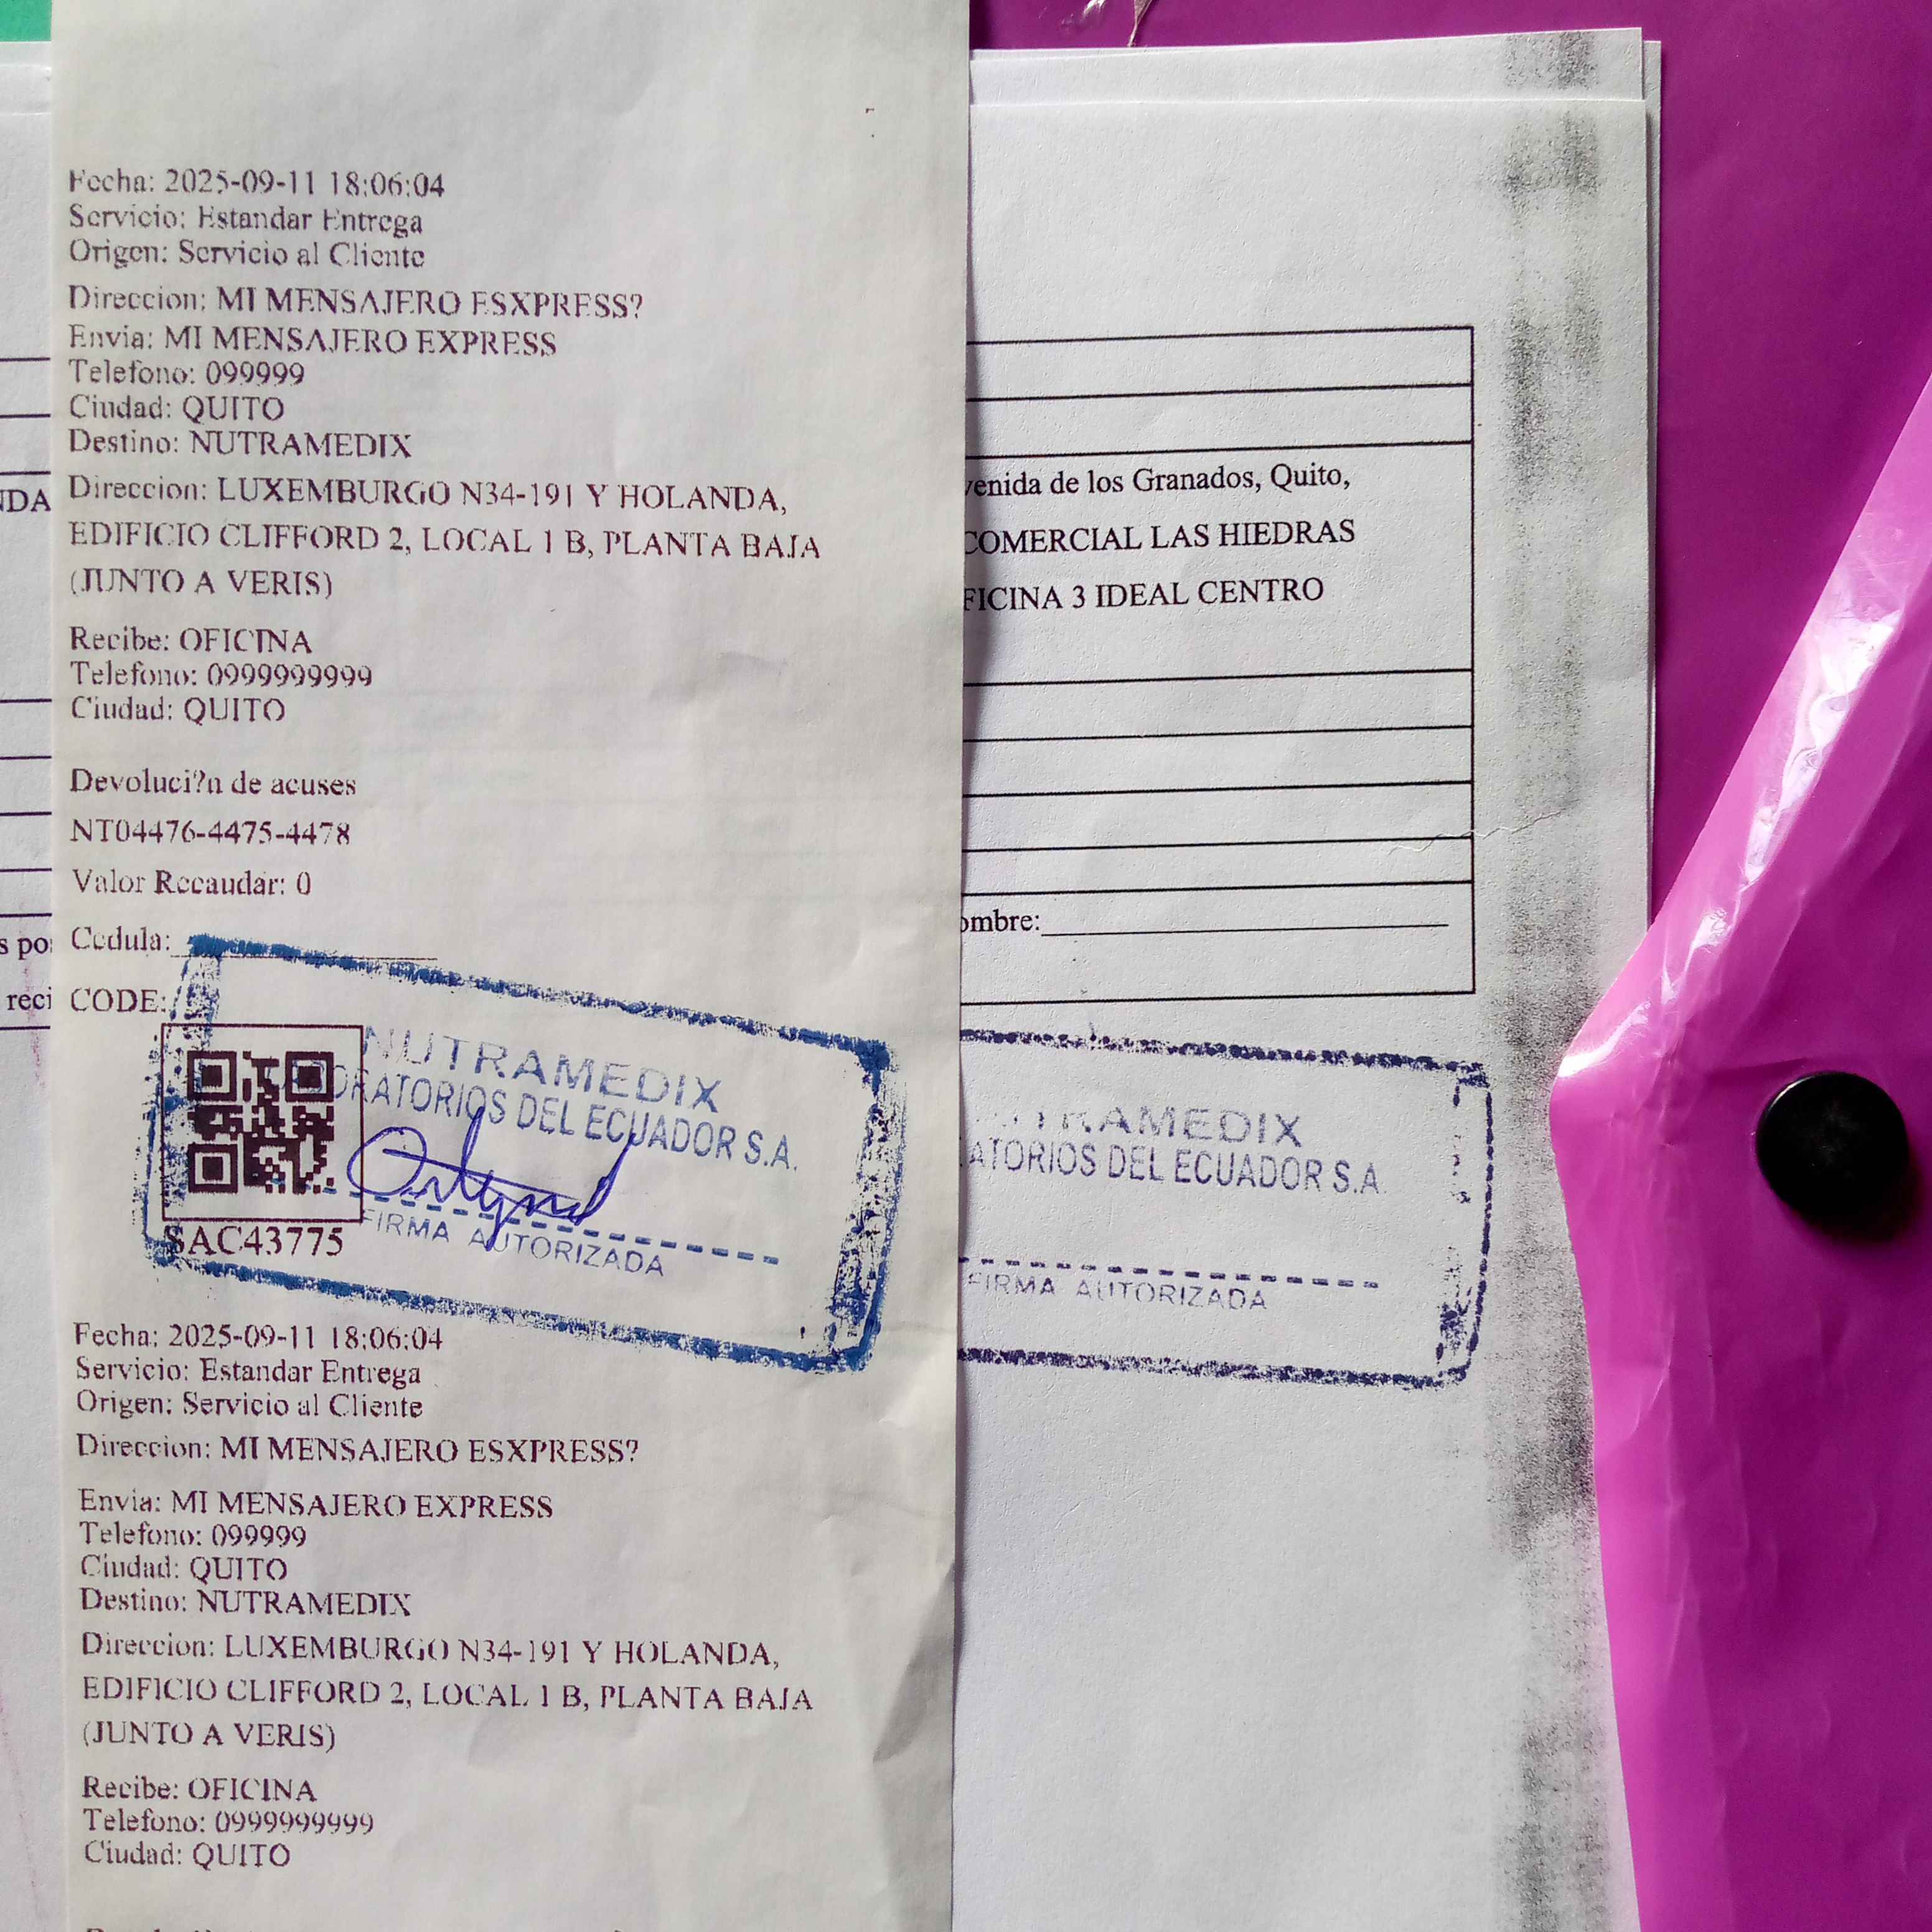 Fecha: 2025-09-11 18:06:04
Servicio: Estandar Entrega
Origen: Servicio al Cliente
Direccion: MI MENSAJERO ESXPRESS?
Envia: MI MENSAJERO EXPRESS
Telefono: 099999
Ciudad: QUITO
Destino: NUTRAMEDIX
Direccion: LUXEMBURGO N34-191 Y HOLANDA,
EDIFICIO CLIFFORD 2, LOCAL 1 B, PLANTA BAJA
(JUNTO A VERIS)
Recibe: OFICINA
Telefono: 0999999999
Ciudad: QUITO
Devoluci?n de acuses
NT04476-4475-4478
Valor Recaudar: 0
Cedula:
CODE:
NUTRAMEDIX
ORATORIOS DEL ECUADOR S.A.
FIRMA AUTORIZADA
SAC43775
Fecha: 2025-09-11 18:06:04
Servicio: Estandar Entrega
Origen: Servicio al Cliente
Direccion: MI MENSAJERO ESXPRESS?
Envia: MI MENSAJERO EXPRESS
Telefono: 099999
Ciudad: QUITO
Destino: NUTRAMEDIX
Direccion: LUXEMBURGO N34-191 Y HOLANDA,
EDIFICIO CLIFFORD 2, LOCAL 1 B, PLANTA BAJA
(JUNTO A VERIS)
Recibe: OFICINA
Telefono: 0999999999
Ciudad: QUITO
NDA
s po
reci
venida de los Granados, Quito,
COMERCIAL LAS HIEDRAS
FICINA 3 IDEAL CENTRO
ombre:
TRAMEDIX
ATORIOS DEL ECUADOR S.A.
FIRMA AUTORIZADA